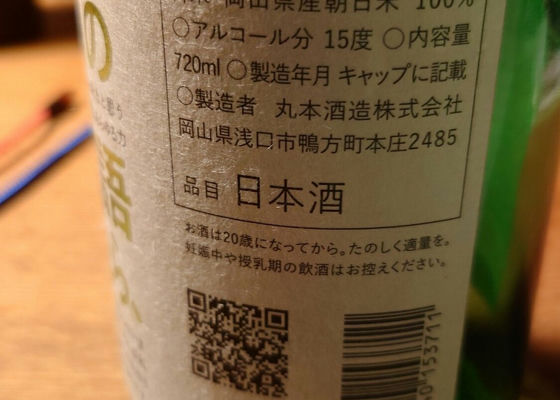 岡山県産朝日米 100%
○アルコール分 15度 ○内容量
720ml ○製造年月 キャップに記載
○製造者 丸本酒造株式会社
岡山県浅口市鴨方町本庄2485
品目 日本酒
お酒は20歳になってから。たのしく適量を。
妊娠中や授乳期の飲酒はお控えください。
の
語
0153711